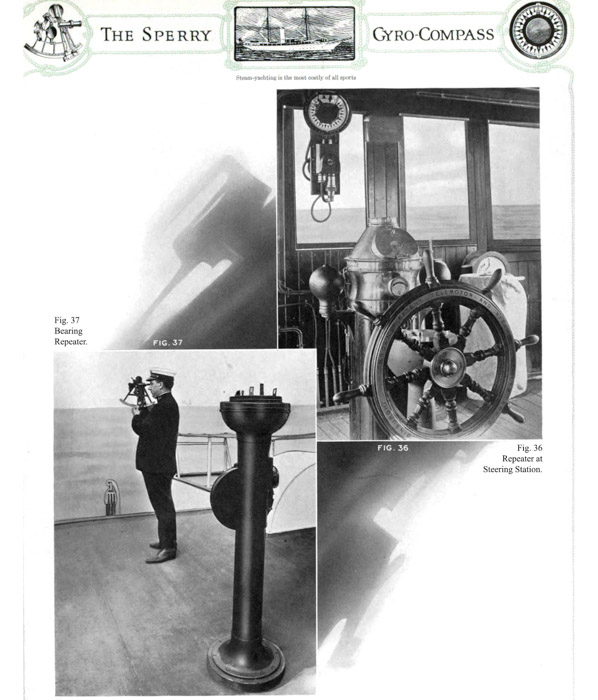 THE SPERRY
GYRO-COMPASS
Steam-yachting is the most costly of all sports
Fig. 37
Bearing
Repeater.
FIG. 37
FIG. 36
Fig. 36
Repeater at
Steering Station.